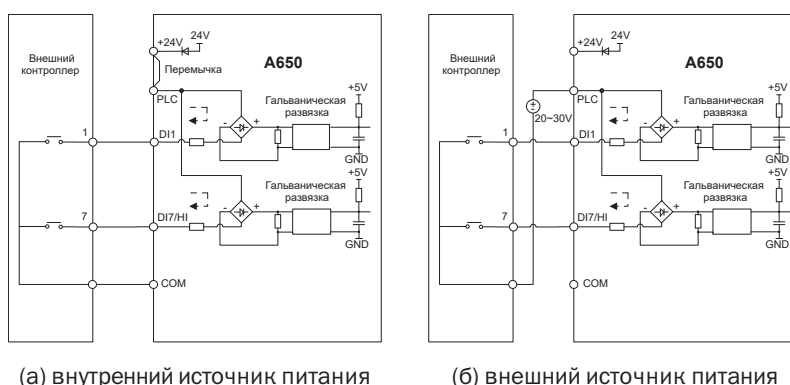 24V
+24V
Внешний
контроллер
Перемычка
A650
PLC
+5V
Гальваническая
развязка
1
DI1
-
+
GND
+5V
Гальваническая
развязка
7
DI7/HI
-
+
GND
COM
(а) внутренний источник питания
24V
+24V
Внешний
контроллер
A650
PLC
+5V
20~30V
Гальваническая
развязка
1
DI1
-
+
GND
+5V
Гальваническая
развязка
7
DI7/HI
-
+
GND
COM
(б) внешний источник питания